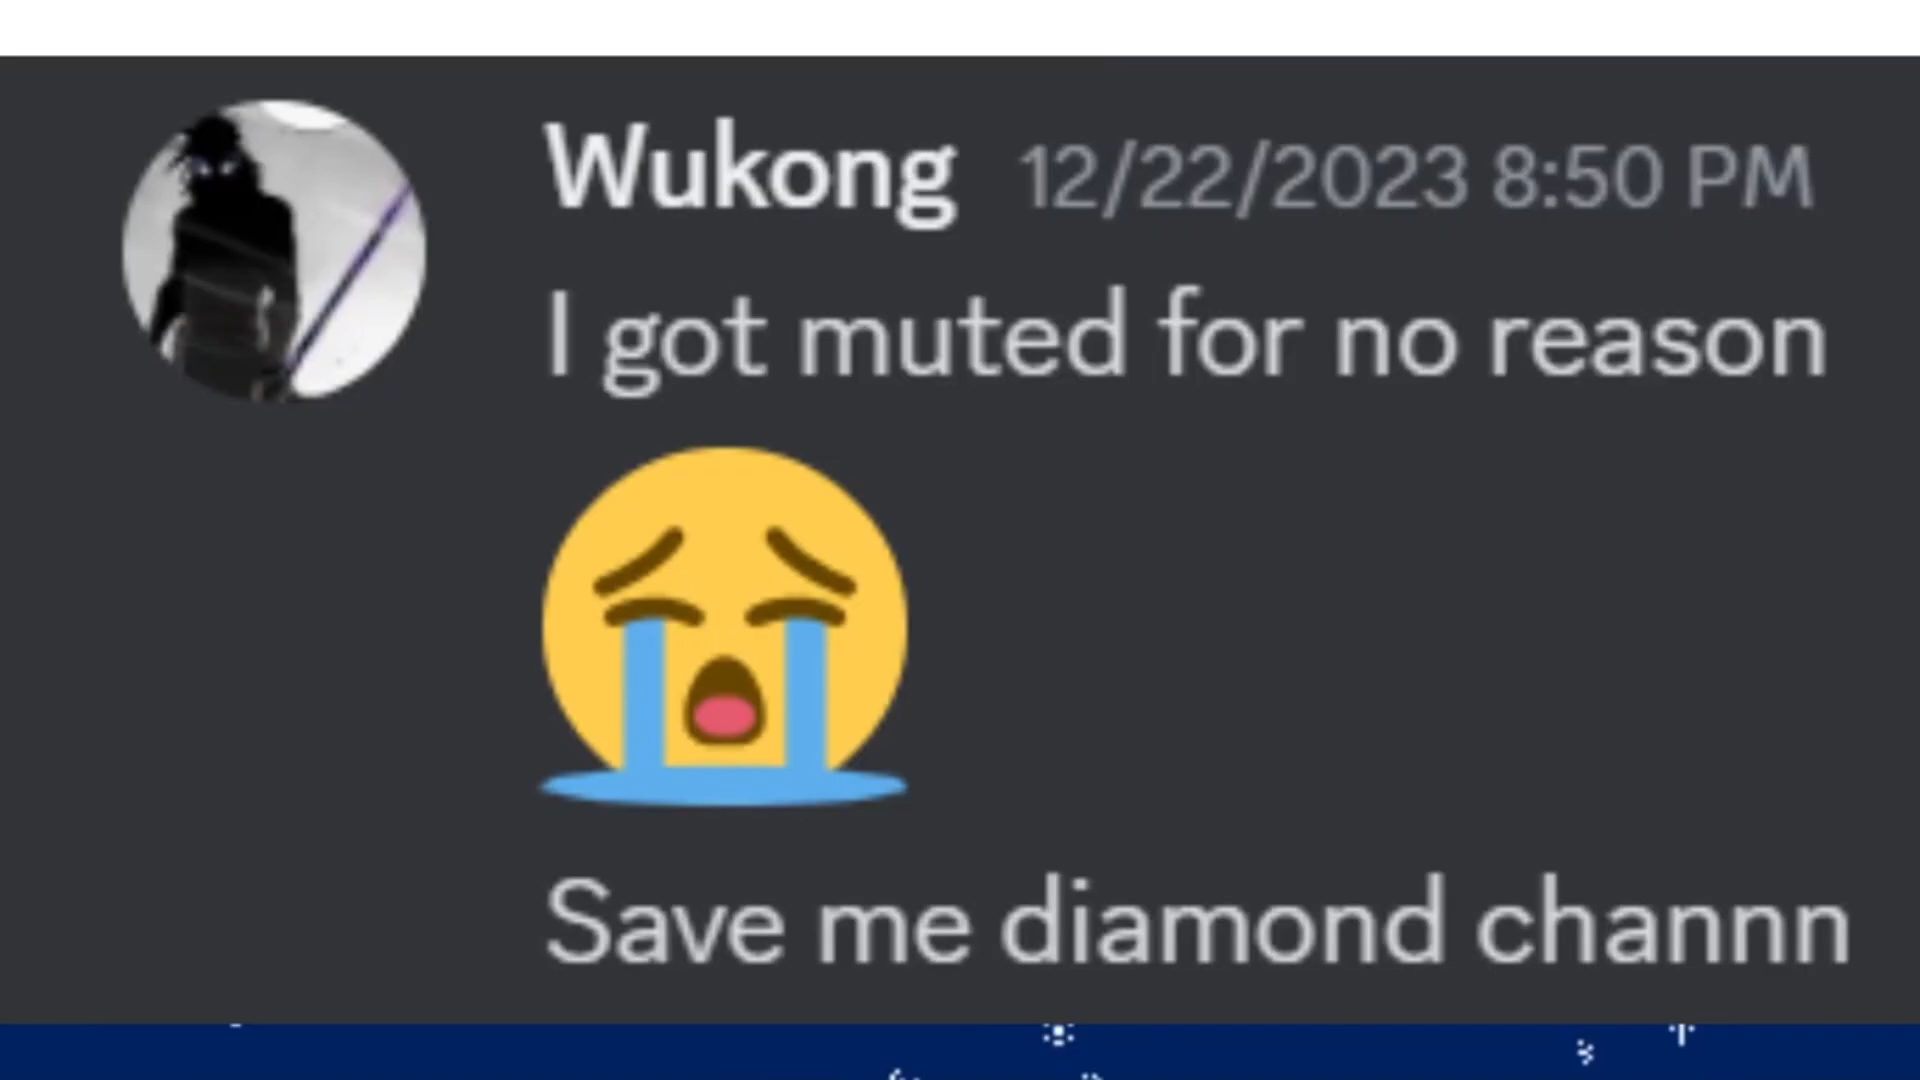 Wukong 12/22/2023 8:50 PM
I got muted for no reason
😭
Save me diamond channn